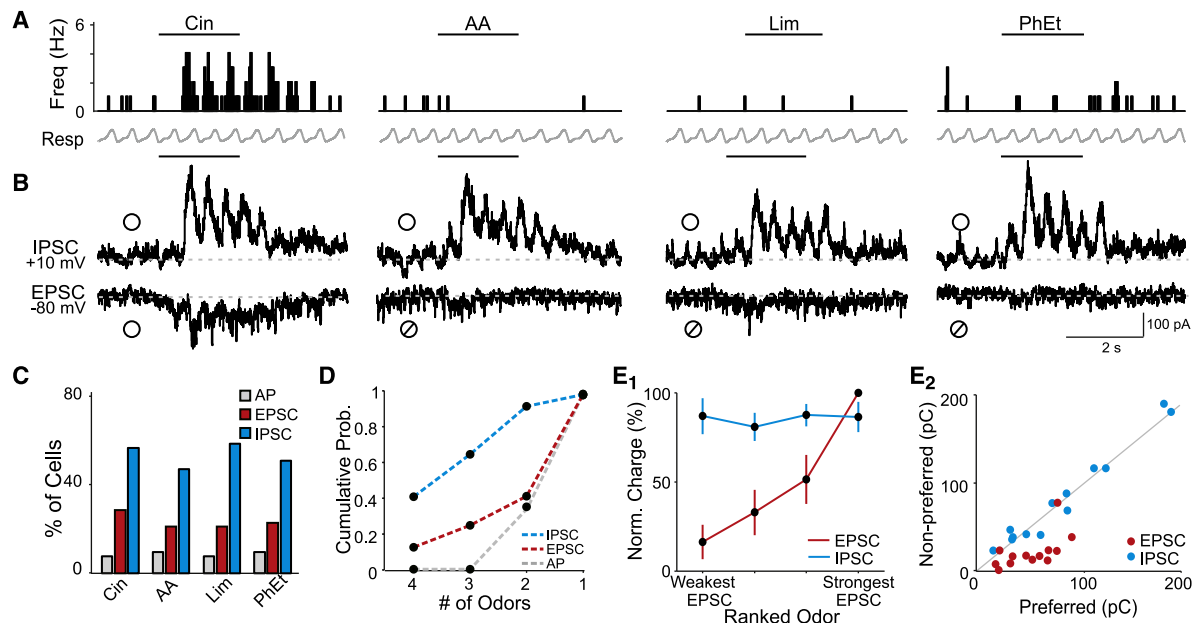 A
Cin
AA
Lim
PhEt
6
Freq (Hz)
0
Resp
B
IPSC
+10 mV
EPSC
-80 mV
100 pA
2 s
C
80
40
0
% of Cells
AP
EPSC
IPSC
Cin
AA
Lim
PhEt
D
1
0.8
0.6
0.4
0.2
0
Cumulative Prob.
IPSC
EPSC
AP
4
3
2
1
# of Odors
E1
100
50
0
Norm. Charge (%)
EPSC
IPSC
Weakest
EPSC
Strongest
EPSC
Ranked Odor
E2
200
100
0
Non-preferred (pC)
EPSC
IPSC
100
200
Preferred (pC)